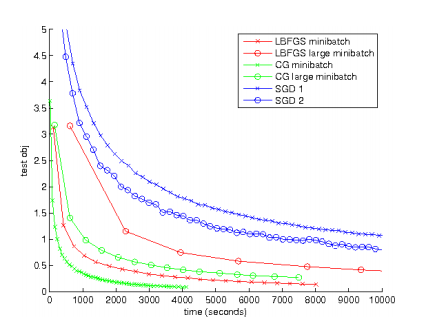 5
4.5
4
3.5
3
2.5
2
1.5
1
0.5
0
test obj
LBFGS minibatch
LBFGS large minibatch
CG minibatch
CG large minibatch
SGD 1
SGD 2
0 1000 2000 3000 4000 5000 6000 7000 8000 9000 10000
time (seconds)